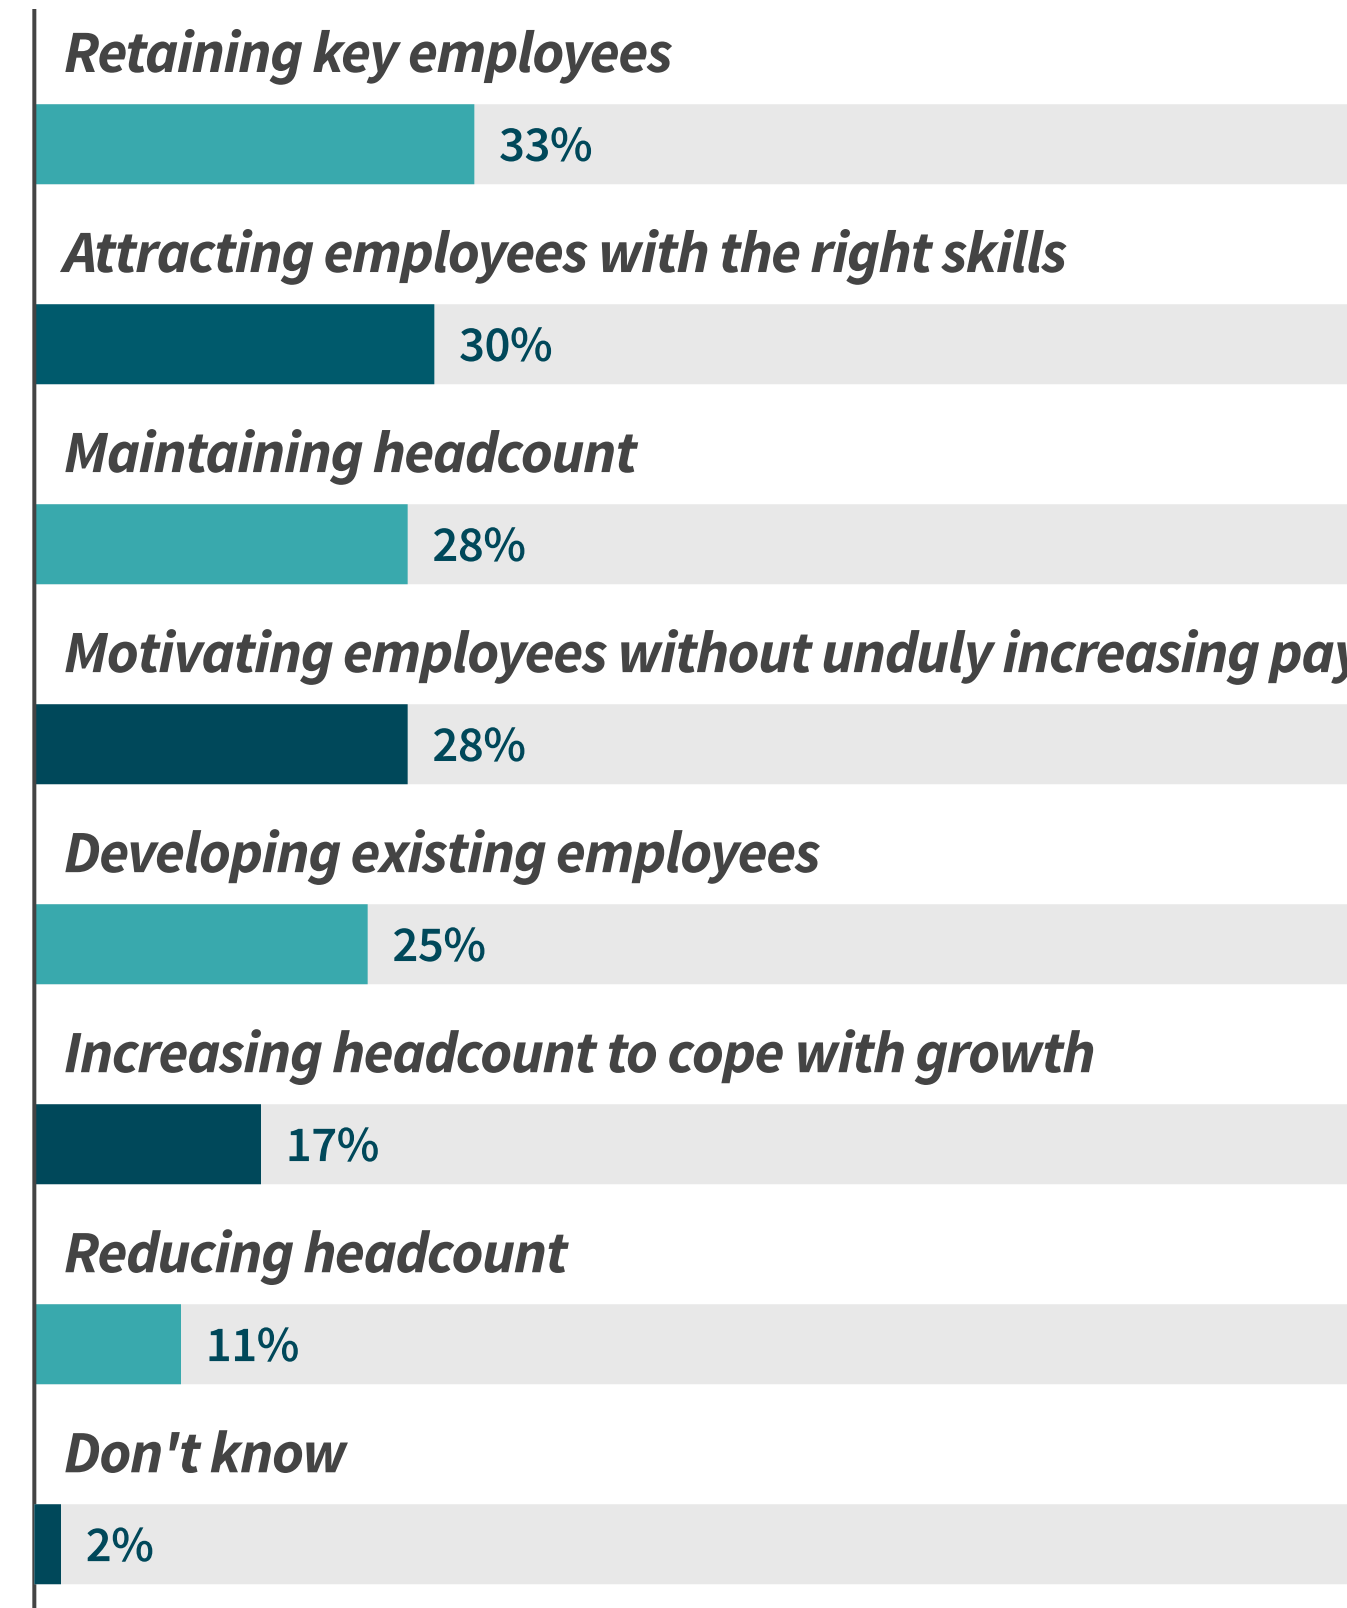 Retaining key employees
33%
Attracting employees with the right skills
30%
Maintaining headcount
28%
Motivating employees without unduly increasing pay
28%
Developing existing employees
25%
Increasing headcount to cope with growth
17%
Reducing headcount
11%
Don't know
2%